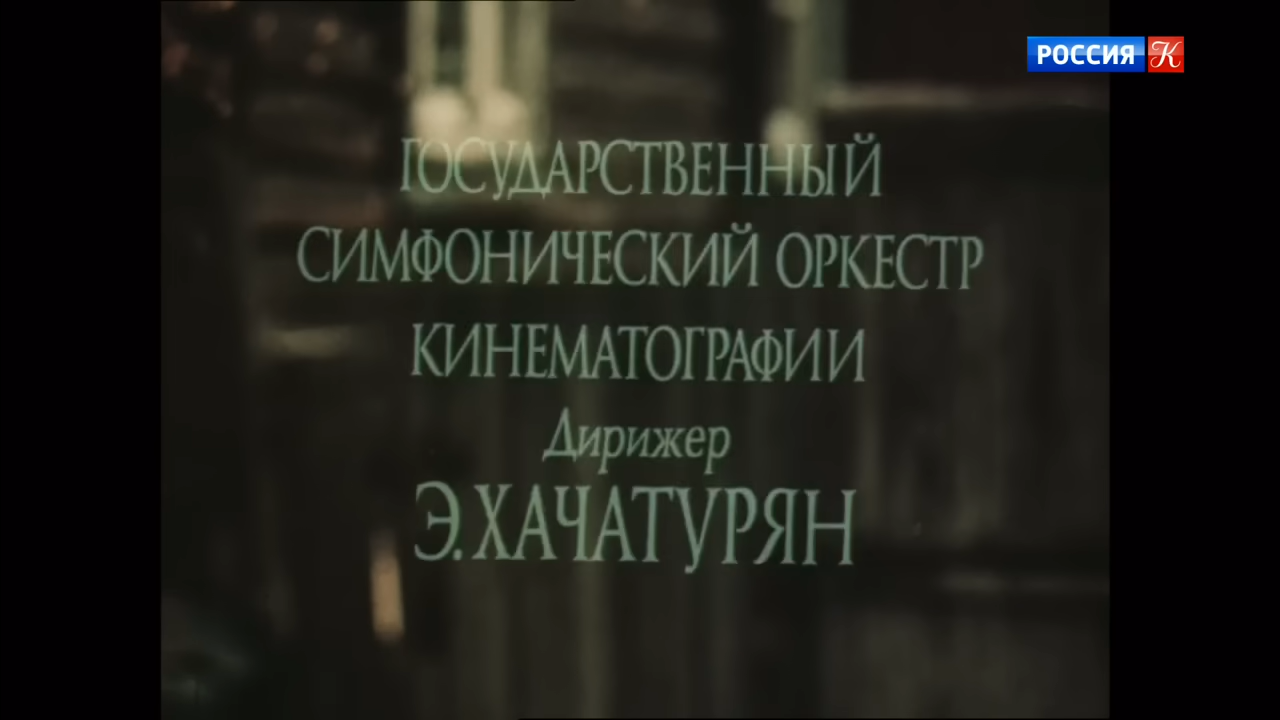 РОССИЯ К
ГОСУДАРСТВЕННЫЙ
СИМФОНИЧЕСКИЙ ОРКЕСТР
КИНЕМАТОГРАФИИ
Дирижер
Э.ХАЧАТУРЯН